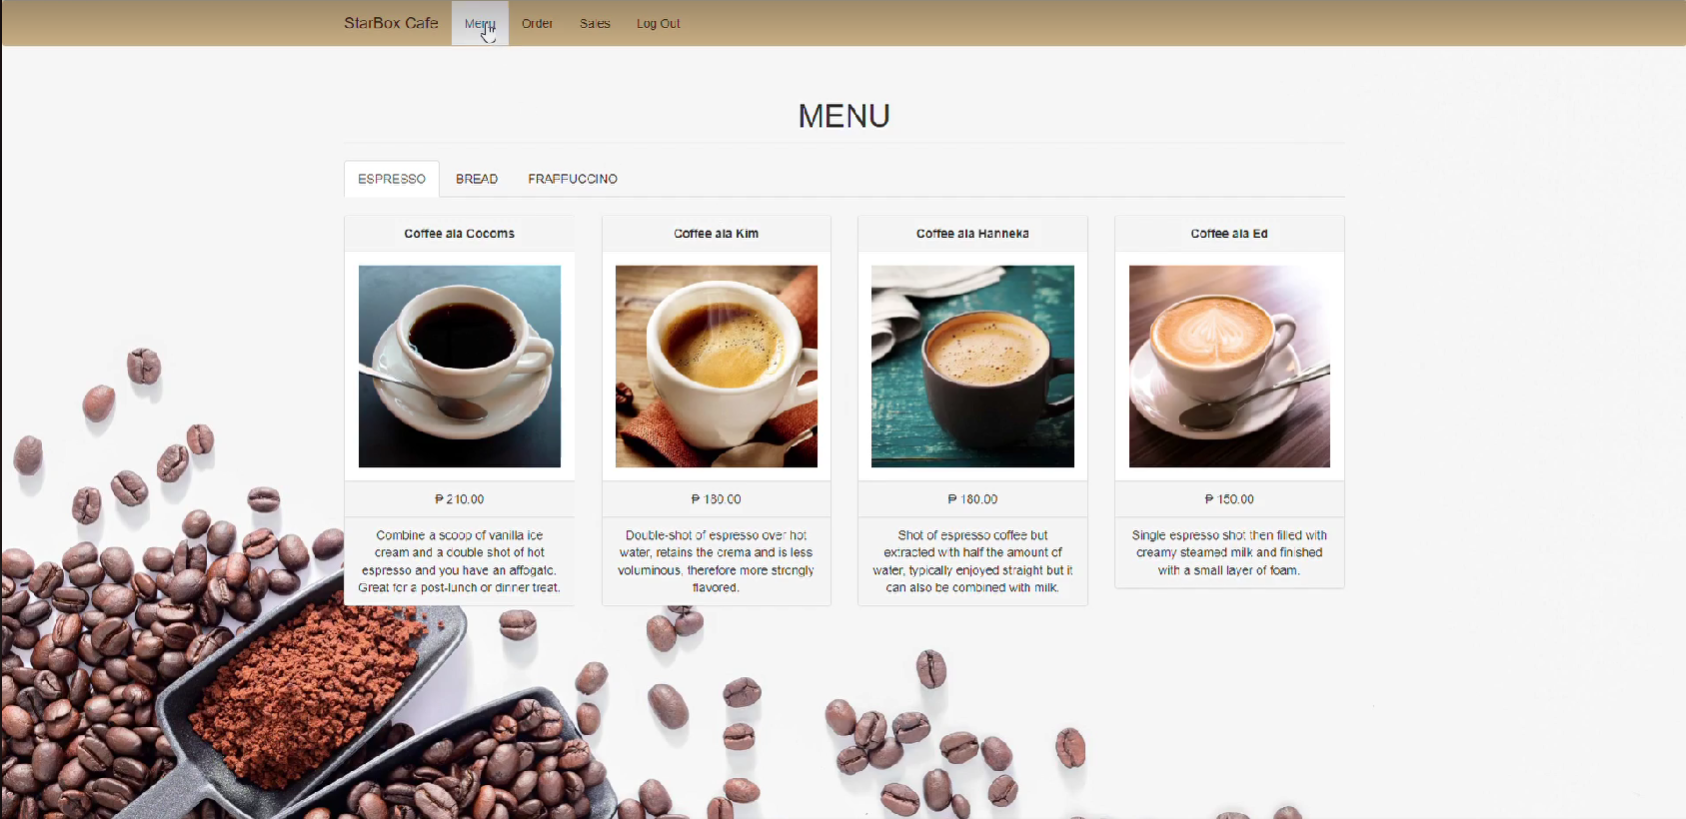 StarBox Cafe Menu Order Sales Log Out
MENU
ESPRESSO BREAD FRAPPUCCINO
Coffee ala Cocoms
₱ 210.00
Combine a scoop of vanilla ice
cream and a double shot of hot
espresso and you have an affogato.
Great for a post-lunch or dinner treat.
Coffee ala Kim
₱ 160.00
Double-shot of espresso over hot
water, retains the crema and is less
voluminous, therefore more strongly
flavored.
Coffee ala Hanneka
₱ 180.00
Shot of espresso coffee but
extracted with half the amount of
water, typically enjoyed straight but it
can also be combined with milk.
Coffee ala Ed
₱ 150.00
Single espresso shot then filled with
creamy steamed milk and finished
with a small layer of foam.